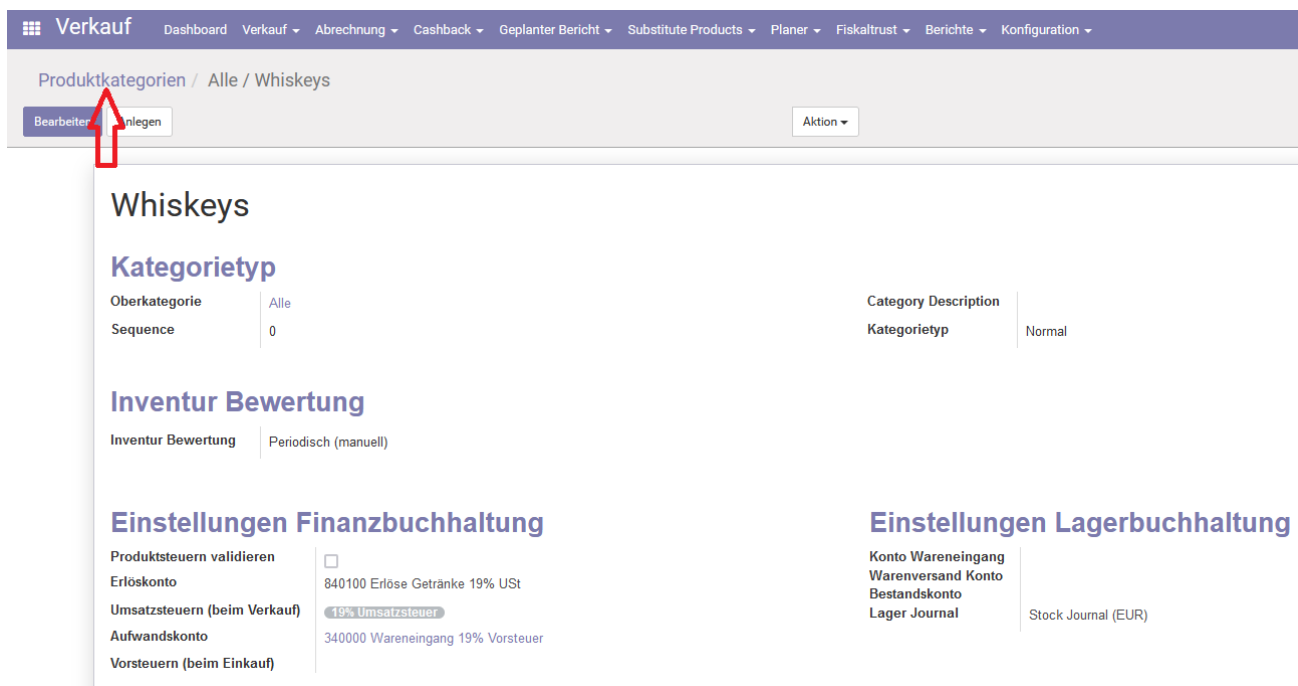 Verkauf Dashboard Verkauf Abrechnung Cashback Geplanter Bericht Substitute Products Planer Fiskaltrust Berichte Konfiguration
Produktkategorien / Alle / Whiskeys
Bearbeiten Anlegen Aktion
Whiskeys
Kategorietyp
Oberkategorie Alle Category Description
Sequence 0 Kategorietyp Normal
Inventur Bewertung
Inventur Bewertung Periodisch (manuell)
Einstellungen Finanzbuchhaltung Einstellungen Lagerbuchhaltung
Produktsteuern validieren Konto Wareneingang
Erlöskonto 840100 Erlöse Getränke 19% USt Warenversand Konto
Bestandskonto
Umsatzsteuern (beim Verkauf) 19% Umsatzsteuer Lager Journal Stock Journal (EUR)
Aufwandskonto 340000 Wareneingang 19% Vorsteuer
Vorsteuern (beim Einkauf)